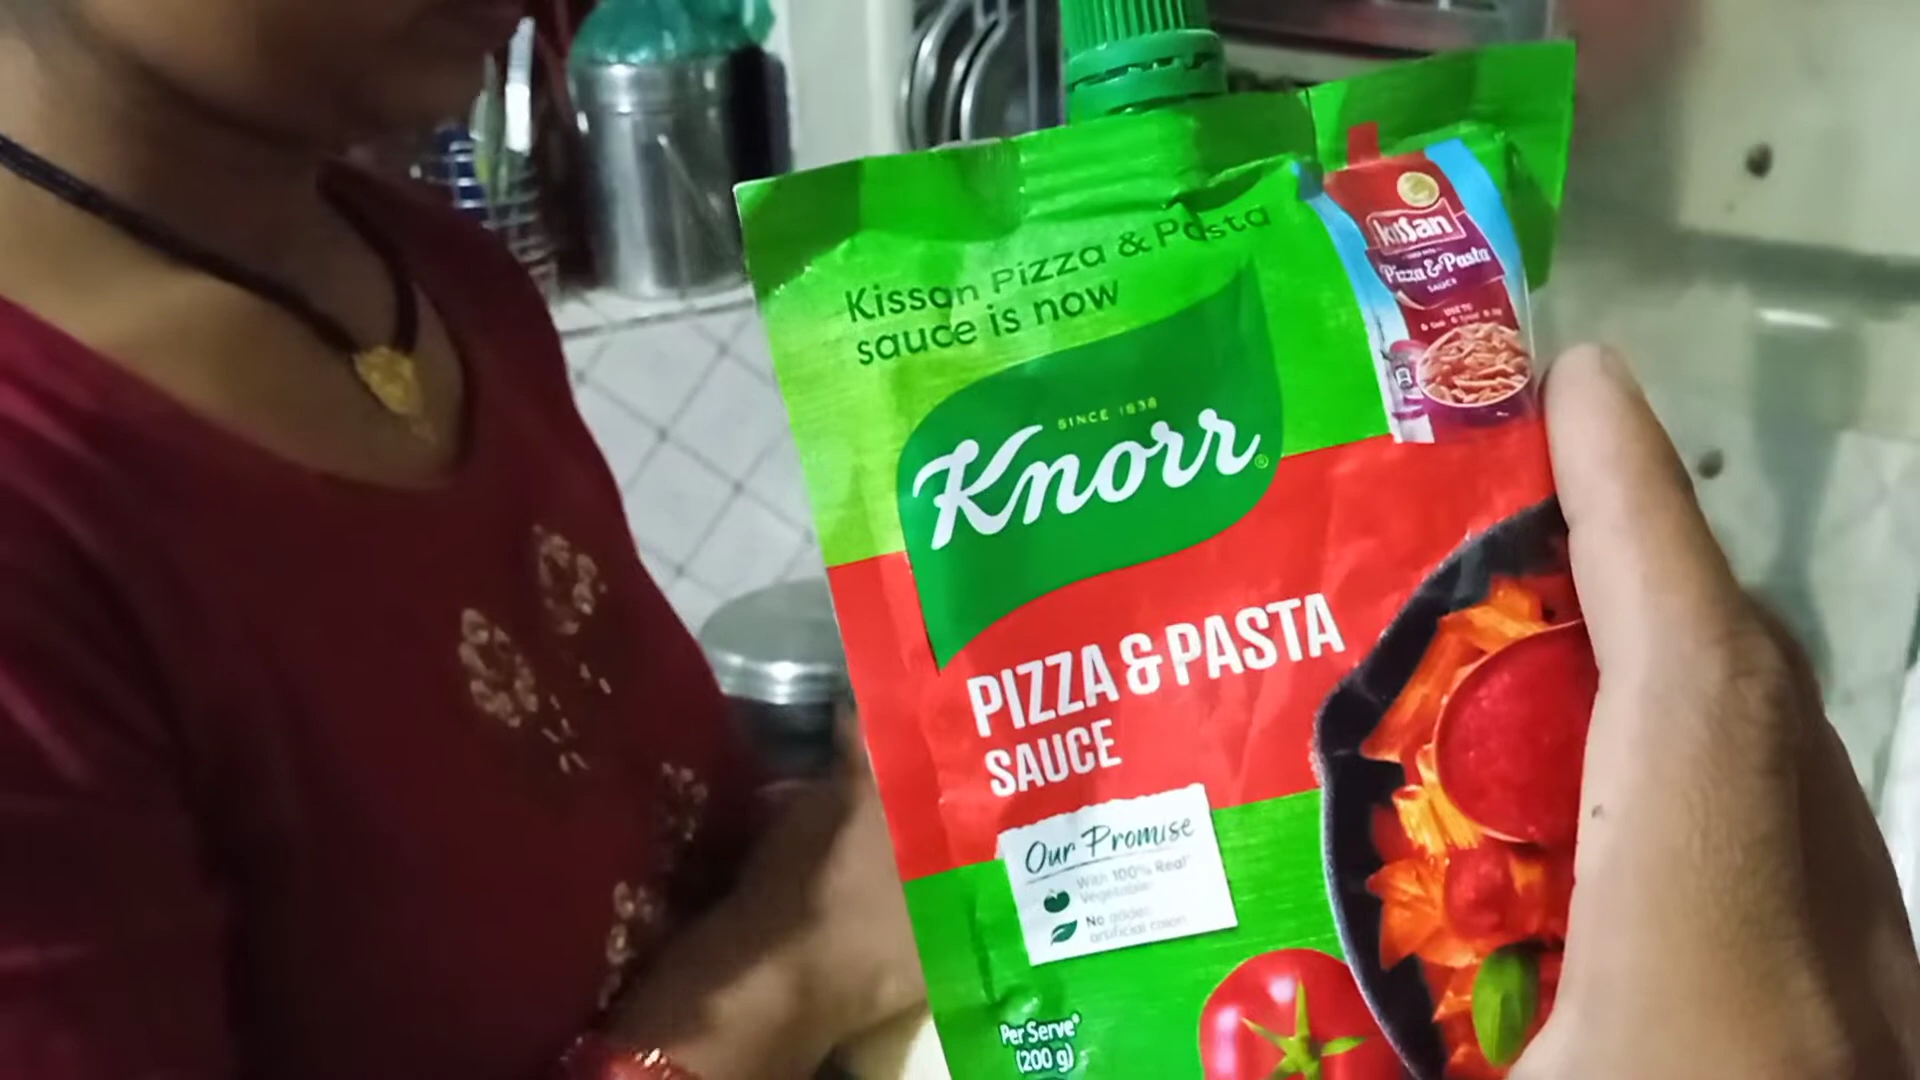 Kissan Pizza & Pasta
sauce is now
SINCE 1838
Knorr
PIZZA & PASTA
SAUCE
Kissan
Pizza & Pasta
SAUCE
Our Promise
With 100% Real
Vegetables
No added
artificial
Per Serve*
(200 g)